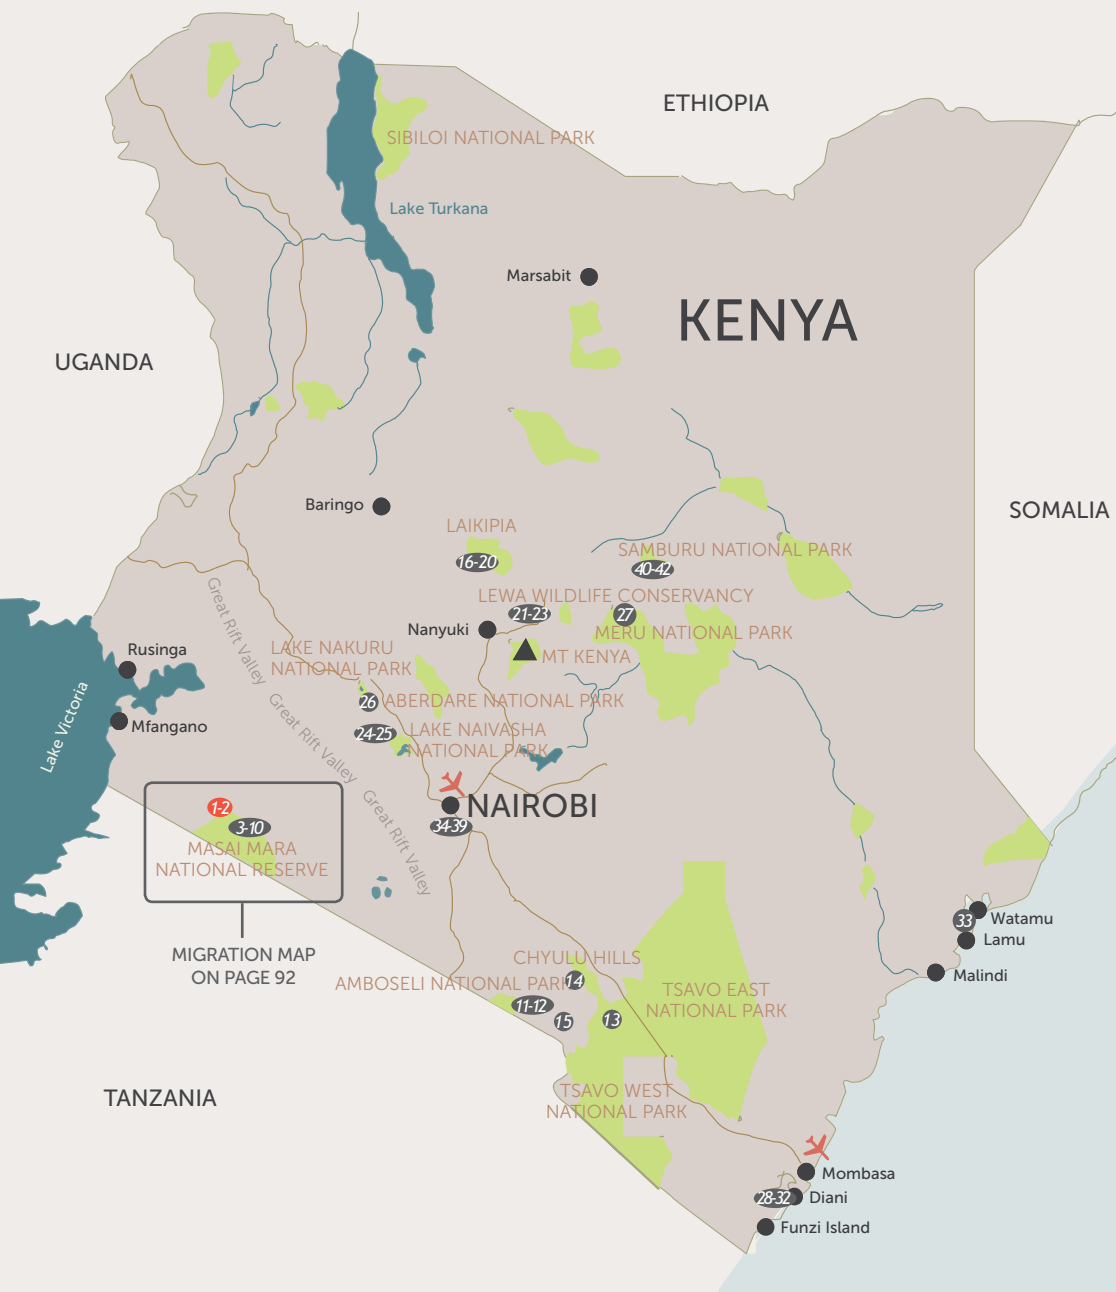 ETHIOPIA
SIBILOI NATIONAL PARK
Lake Turkana
Marsabit
KENYA
UGANDA
SOMALIA
Baringo
LAIKIPIA
16-20
SAMBURU NATIONAL PARK
40-42
LEWA WILDLIFE CONSERVANCY
21-23
27
Nanyuki
MERU NATIONAL PARK
MT KENYA
Great Rift Valley
Great Rift Valley
Great Rift Valley
LAKE NAKURU
NATIONAL PARK
26
ABERDARE NATIONAL PARK
24-25
LAKE NAIVASHA
NATIONAL PARK
Rusinga
Mfangano
Lake Victoria
NAIROBI
34-39
1-2
3-10
MASAI MARA
NATIONAL RESERVE
MIGRATION MAP
ON PAGE 92
33
Watamu
Lamu
Malindi
CHYULU HILLS
14
AMBOSELI NATIONAL PARK
11-12
15
13
TSAVO EAST
NATIONAL PARK
TSAVO WEST
NATIONAL PARK
TANZANIA
Mombasa
28-32
Diani
Funzi Island